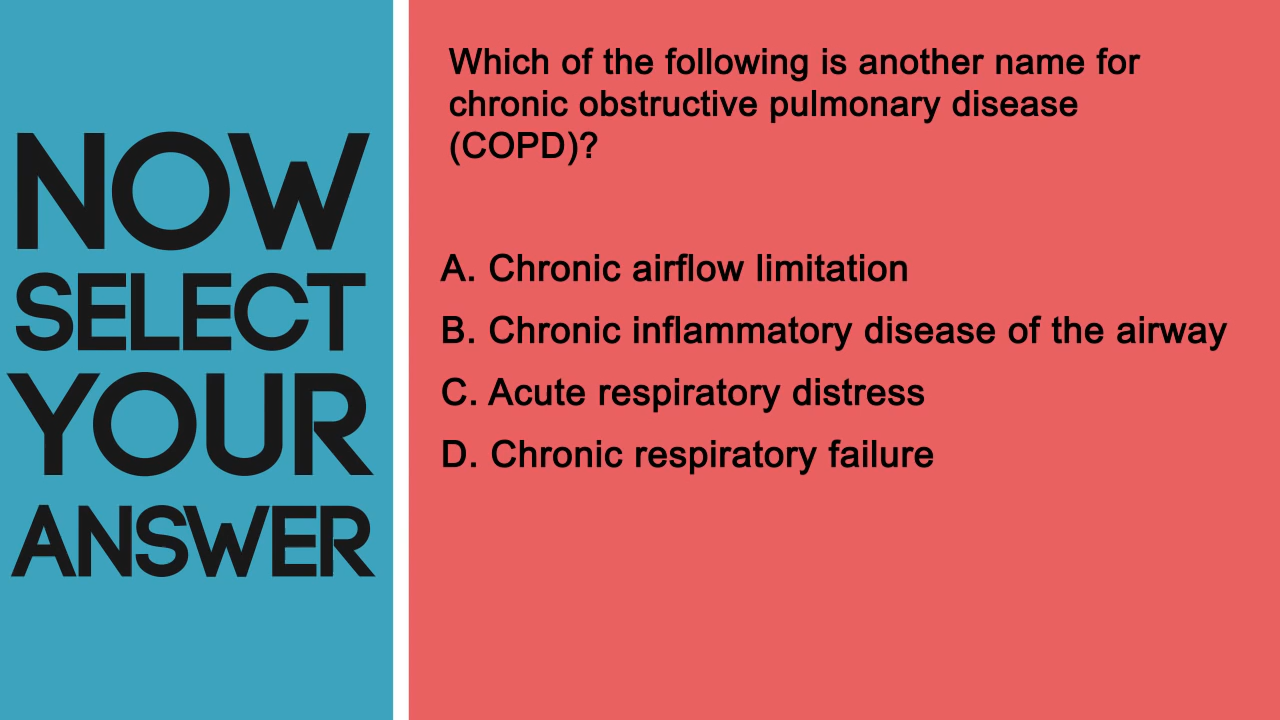 NOW
SELECT
YOUR
ANSWER
Which of the following is another name for
chronic obstructive pulmonary disease
(COPD)?
A. Chronic airflow limitation
B. Chronic inflammatory disease of the airway
C. Acute respiratory distress
D. Chronic respiratory failure